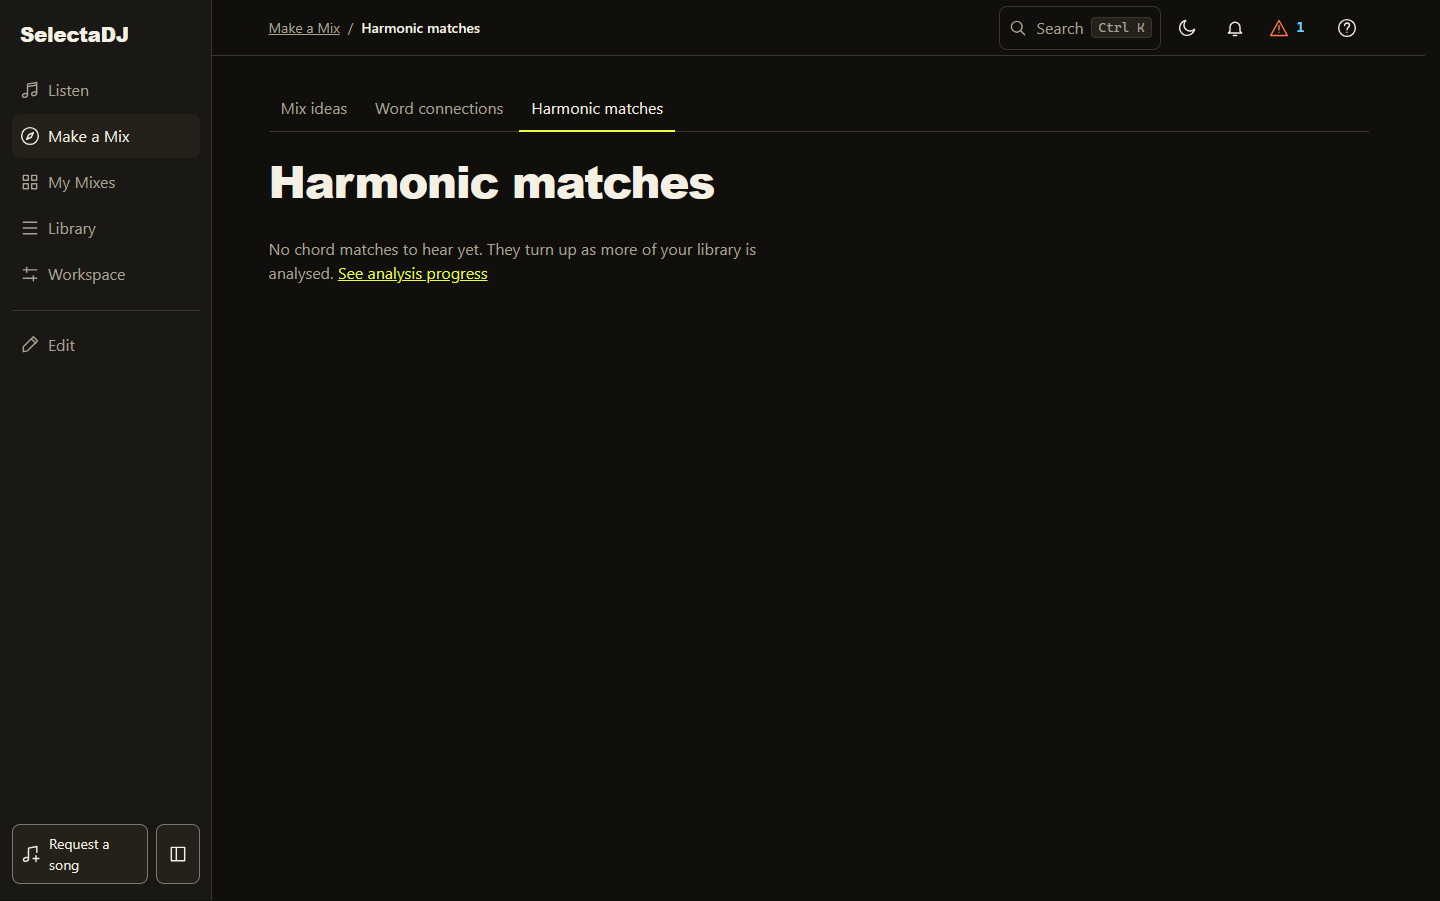 SelectaDJ
Listen
Make a Mix
My Mixes
Library
Workspace
Edit
Request a
song
Make a Mix / Harmonic matches
Search Ctrl K
1
Mix ideas
Word connections
Harmonic matches
Harmonic matches
No chord matches to hear yet. They turn up as more of your library is
analysed. See analysis progress